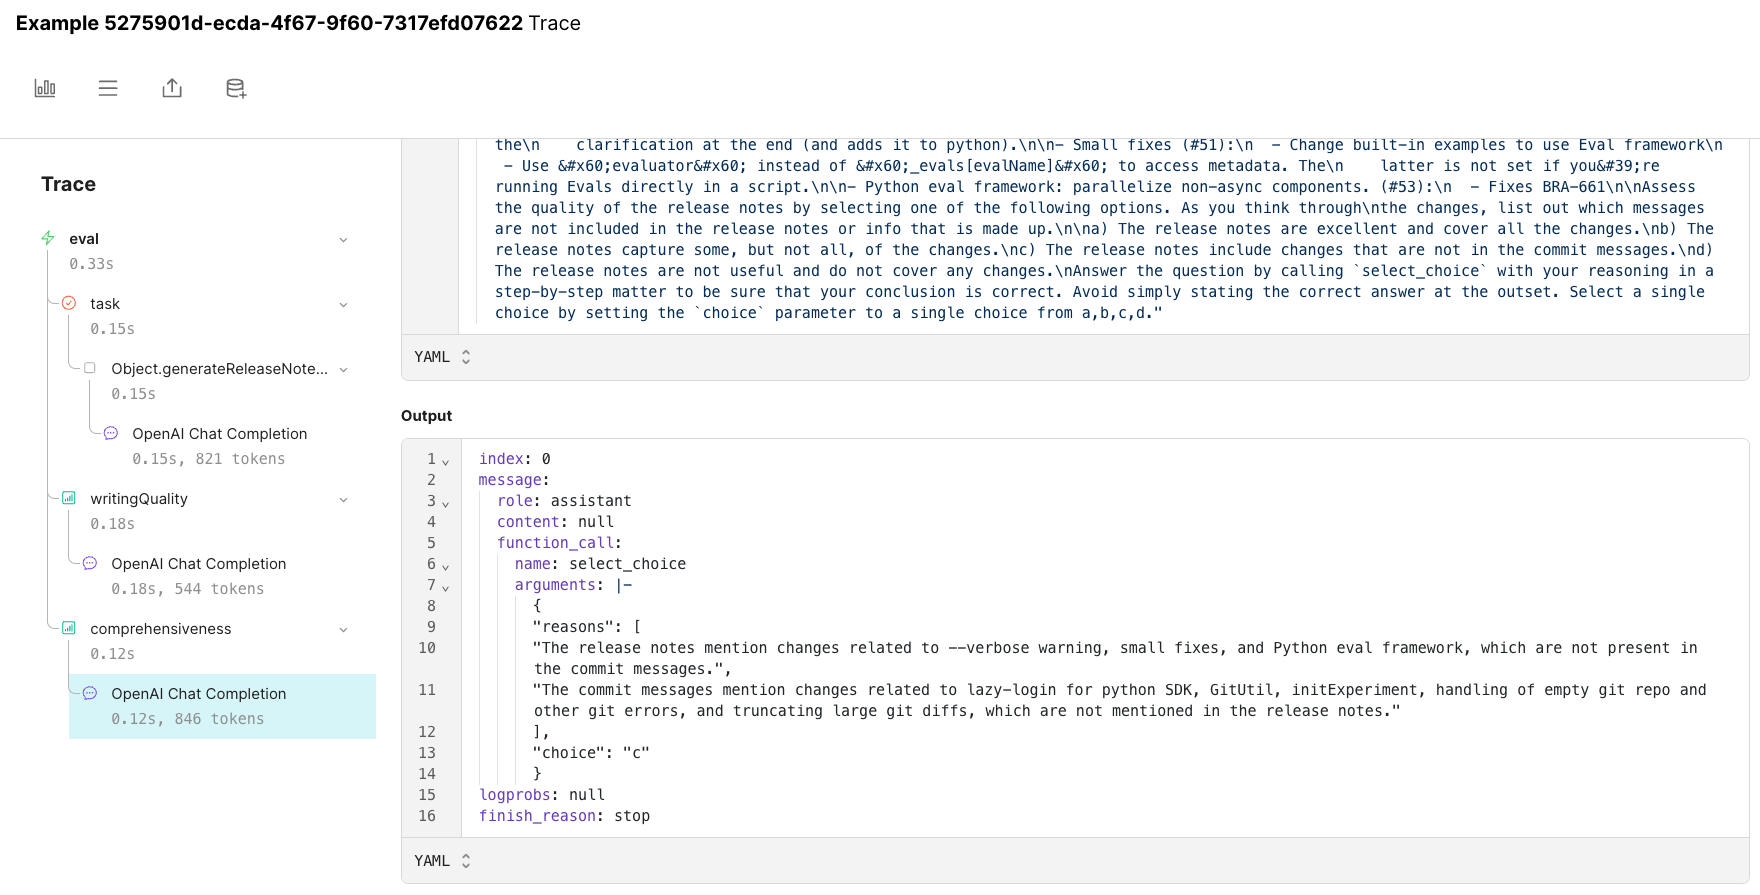 Example 5275901d-ecda-4f67-9f60-7317efd07622 Trace
Trace
eval
0.33s
task
0.15s
Object.generateReleaseNote...
0.15s
OpenAI Chat Completion
0.15s, 821 tokens
writingQuality
0.18s
OpenAI Chat Completion
0.18s, 544 tokens
comprehensiveness
0.12s
OpenAI Chat Completion
0.12s, 846 tokens
the\n    clarification at the end (and adds it to python).\n\n- Small fixes (#51):\n  - Change built-in examples to use Eval framework\n
- Use &#x60;evaluator&#x60; instead of &#x60;_evals[evalName]&#x60; to access metadata. The\n    latter is not set if you&#39;re
running Evals directly in a script.\n\n- Python eval framework: parallelize non-async components. (#53):\n  - Fixes BRA-661\n\nAssess
the quality of the release notes by selecting one of the following options. As you think through\nthe changes, list out which messages
are not included in the release notes or info that is made up.\n\na) The release notes are excellent and cover all the changes.\nb) The
release notes capture some, but not all, of the changes.\nc) The release notes include changes that are not in the commit messages.\nd)
The release notes are not useful and do not cover any changes.\nAnswer the question by calling `select_choice` with your reasoning in a
step-by-step matter to be sure that your conclusion is correct. Avoid simply stating the correct answer at the outset. Select a single
choice by setting the `choice` parameter to a single choice from a,b,c,d."
YAML
Output
1 index: 0
2 message:
3 role: assistant
4 content: null
5 function_call:
6 name: select_choice
7 arguments: |-
8 {
9 "reasons": [
10 "The release notes mention changes related to --verbose warning, small fixes, and Python eval framework, which are not present in
the commit messages.",
11 "The commit messages mention changes related to lazy-login for python SDK, GitUtil, initExperiment, handling of empty git repo and
other git errors, and truncating large git diffs, which are not mentioned in the release notes."
12 ],
13 "choice": "c"
14 }
15 logprobs: null
16 finish_reason: stop
YAML